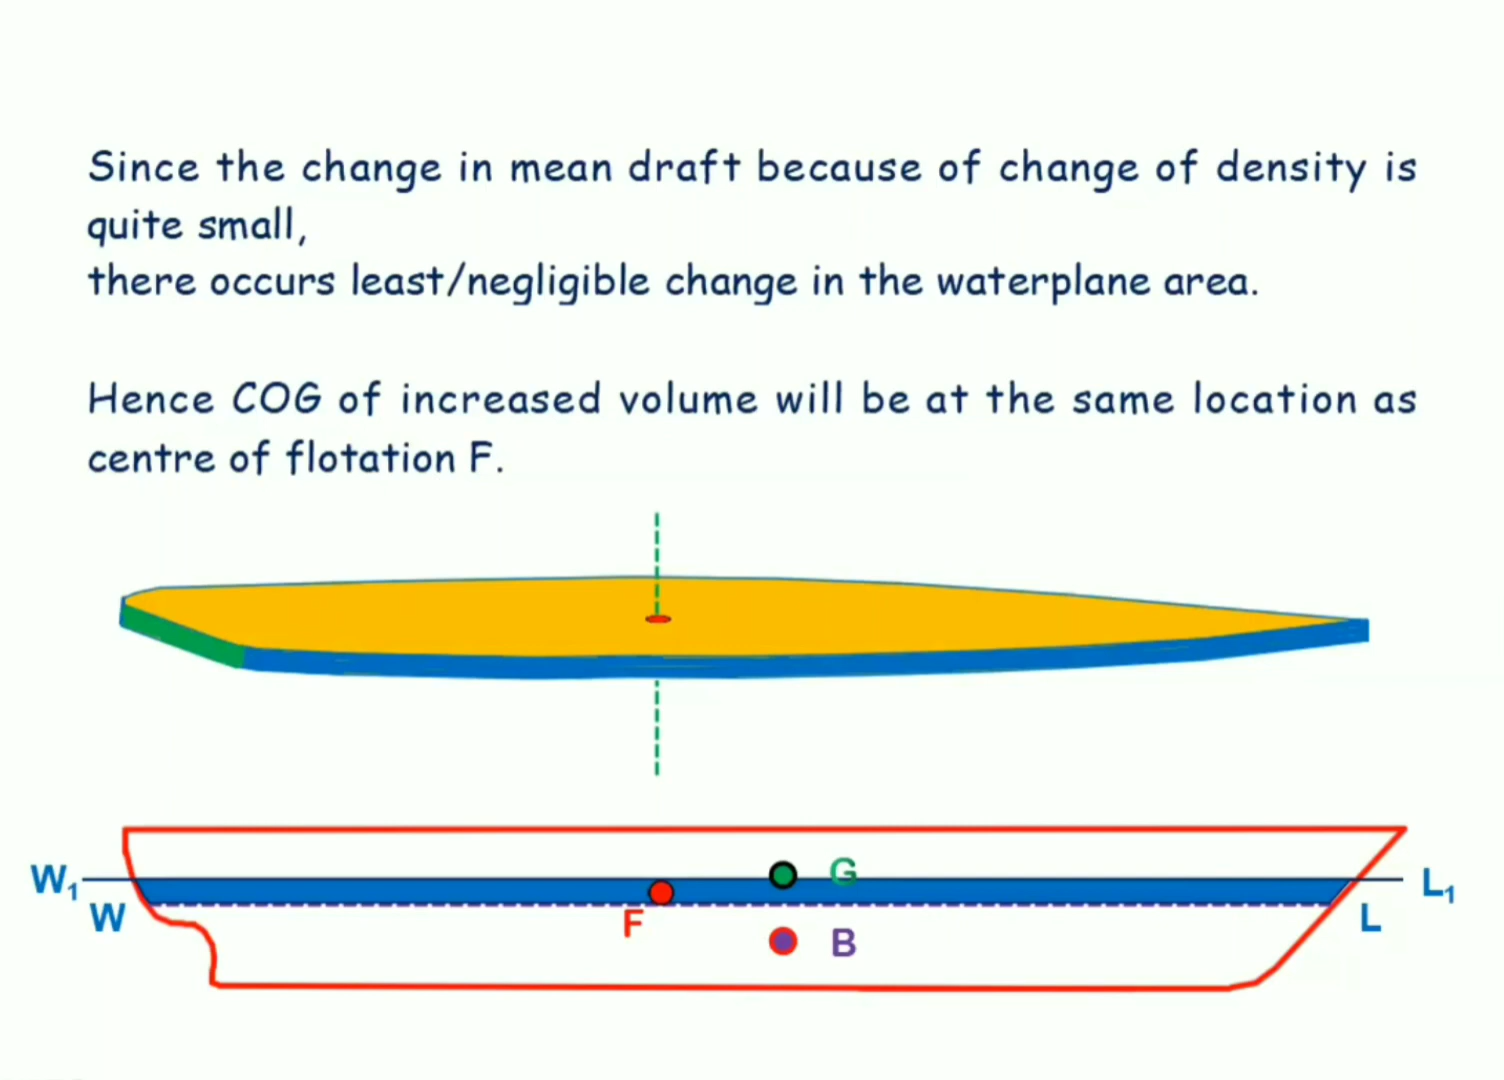 Since the change in mean draft because of change of density is
quite small,
there occurs least/negligible change in the waterplane area.
Hence COG of increased volume will be at the same location as
centre of flotation F.
W₁
G
L₁
W
F
L
B